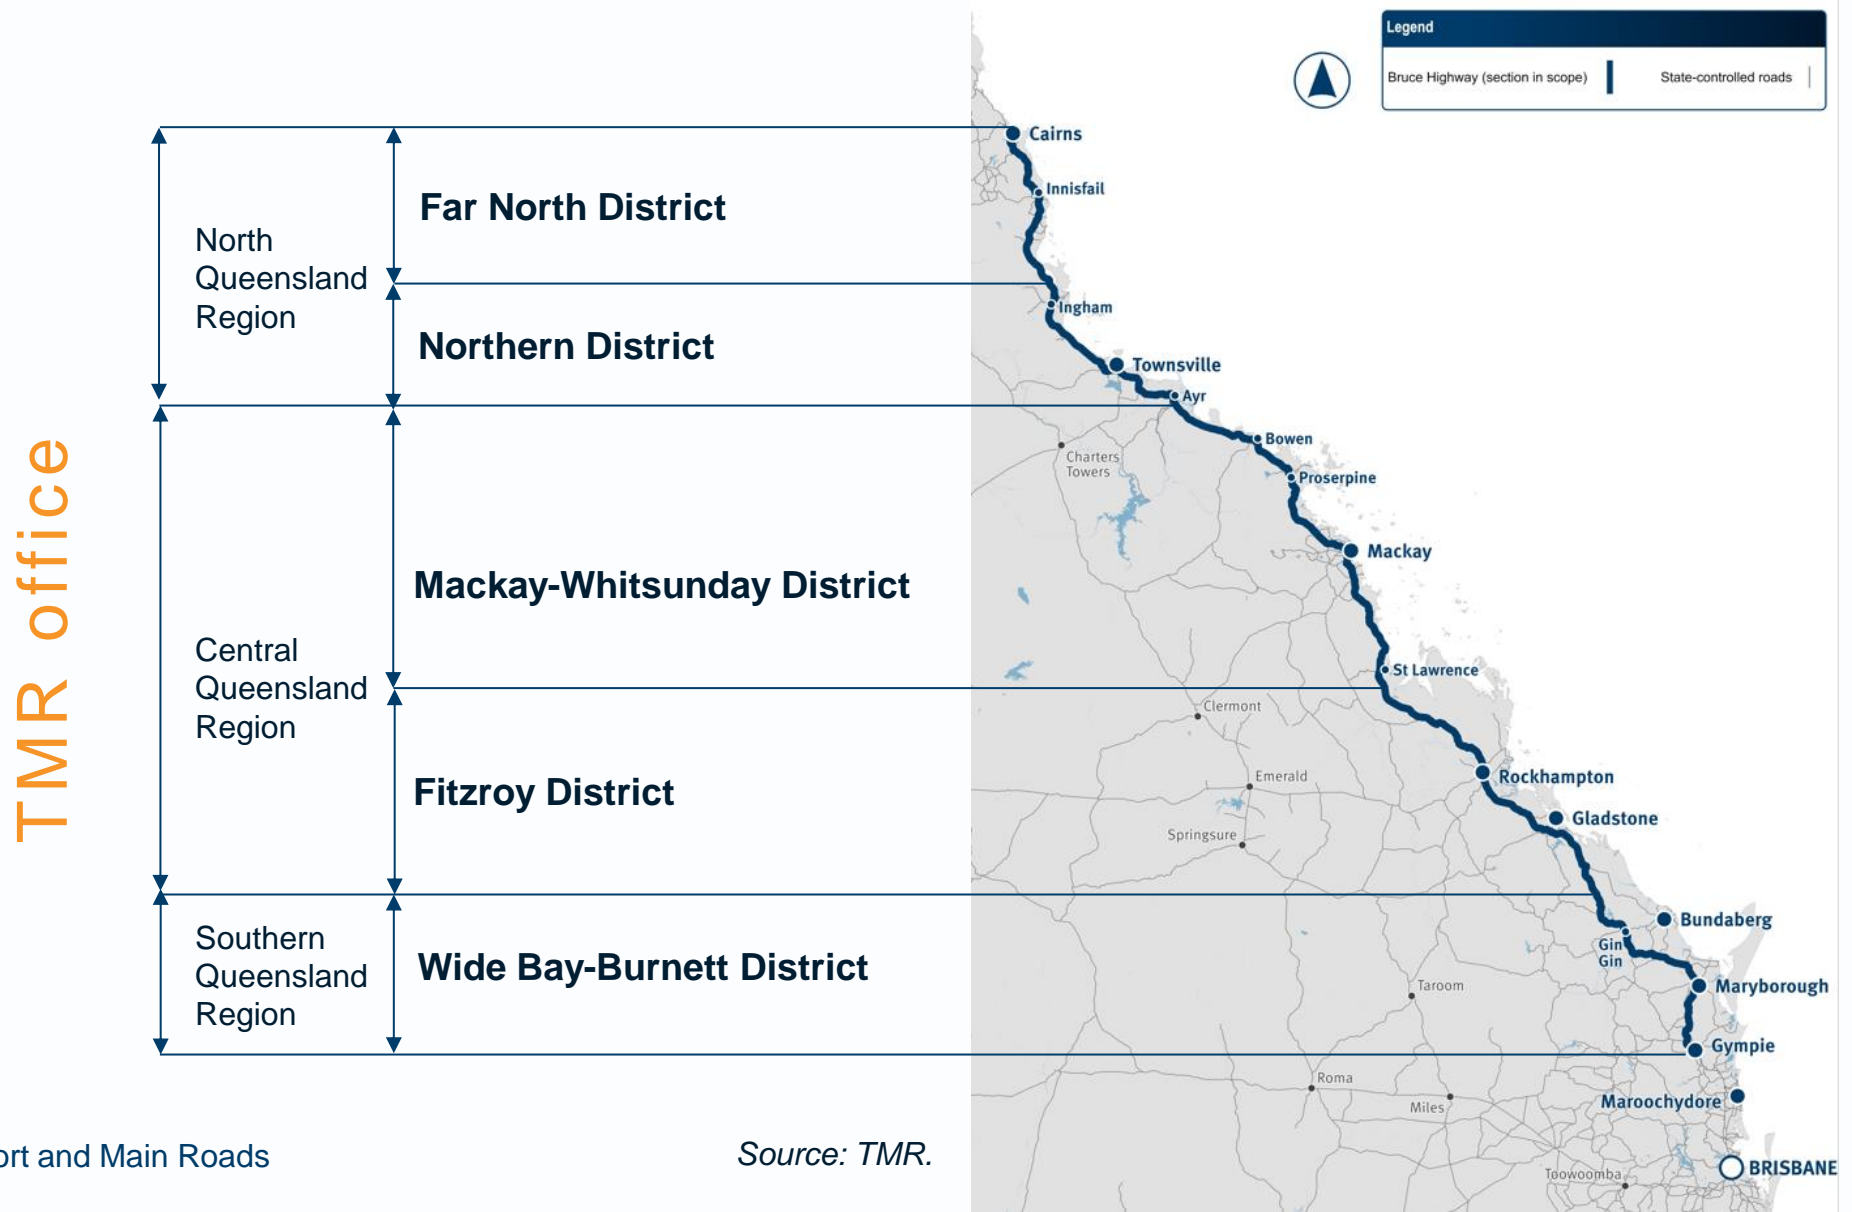 TMR office
North
Queensland
Region
Far North District
Northern District
Central
Queensland
Region
Mackay-Whitsunday District
Fitzroy District
Southern
Queensland
Region
Wide Bay-Burnett District
ort and Main Roads
Source: TMR.
Legend
Bruce Highway (section in scope)
State-controlled roads
Cairns
Innisfail
Ingham
Townsville
Ayr
Bowen
Charters
Towers
Proserpine
Mackay
St Lawrence
Clermont
Emerald
Rockhampton
Gladstone
Springsure
Bundaberg
Gin
Gin
Taroom
Maryborough
Gympie
Roma
Miles
Maroochydore
Toowoomba
BRISBANE